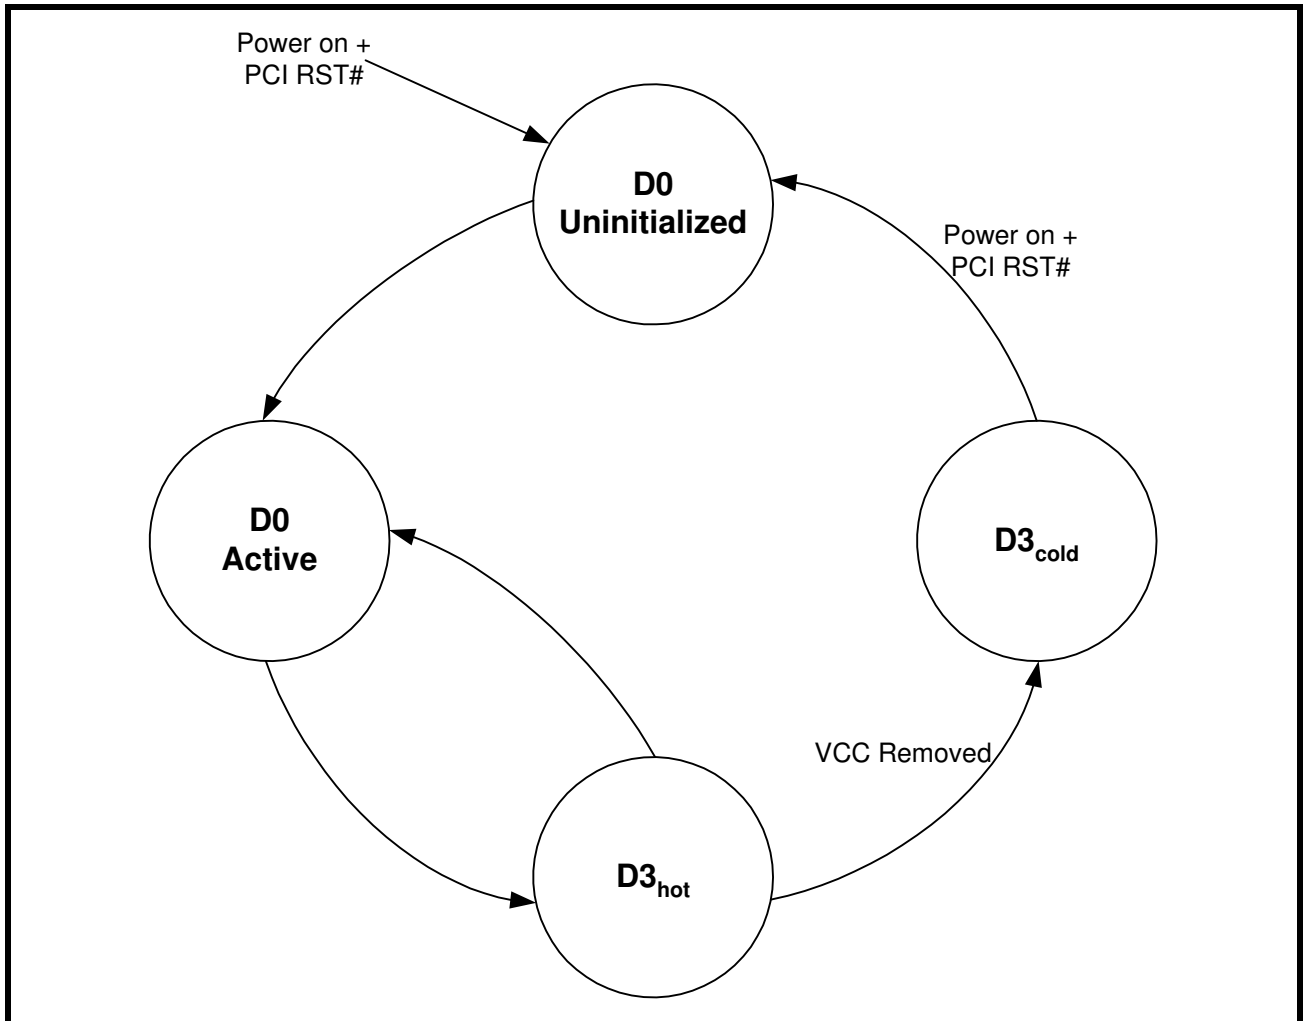 Power on +
PCI RST#
D0
Uninitialized
Power on +
PCI RST#
D0
Active
D3cold
VCC Removed
D3hot